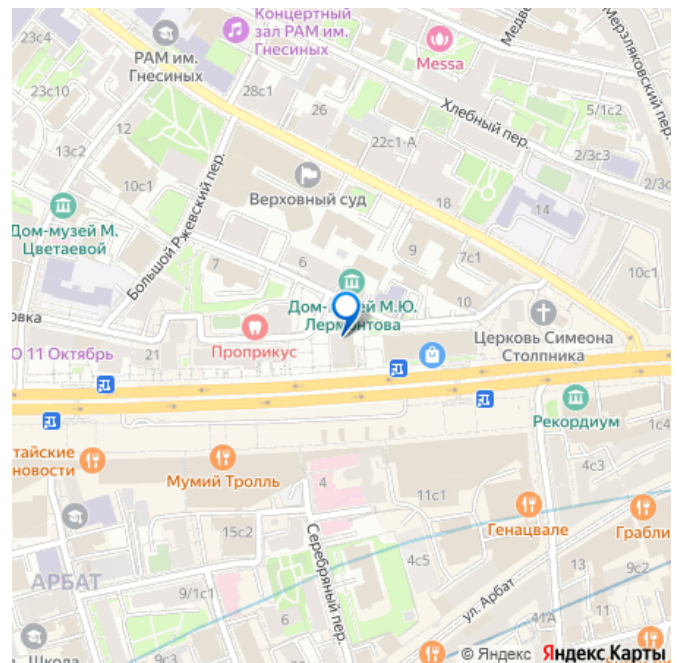 23с4
Концертный
зал РАМ им.
Гнесиных
РАМ им.
Гнесиных
Messa
Мерзляковский пер.
23с10
28с1
26
Хлебный пер.
5/1с2
12
22с1-А
2/3с3
13с2
10с1
Верховный суд
18
14
Дом-музей М.
Цветаевой
Большой Ржевский пер.
7
6
9
7с1
10с1
Дом-музей М.Ю.
Лермонтова
10
овка
Церковь Симеона
Столпника
О 11 Октябрь
21
Проприкус
Рекордиум
1с4
тайские
новости
Мумий Тролль
4
11с1
4с3
Генацвале
Грабли
15с2
Серебряный пер.
4с5
АРБАТ
9/1с1
6
ул. Арбат
13
9с2
41А
11
Школа
9с3
© Яндекс Яндекс Карты